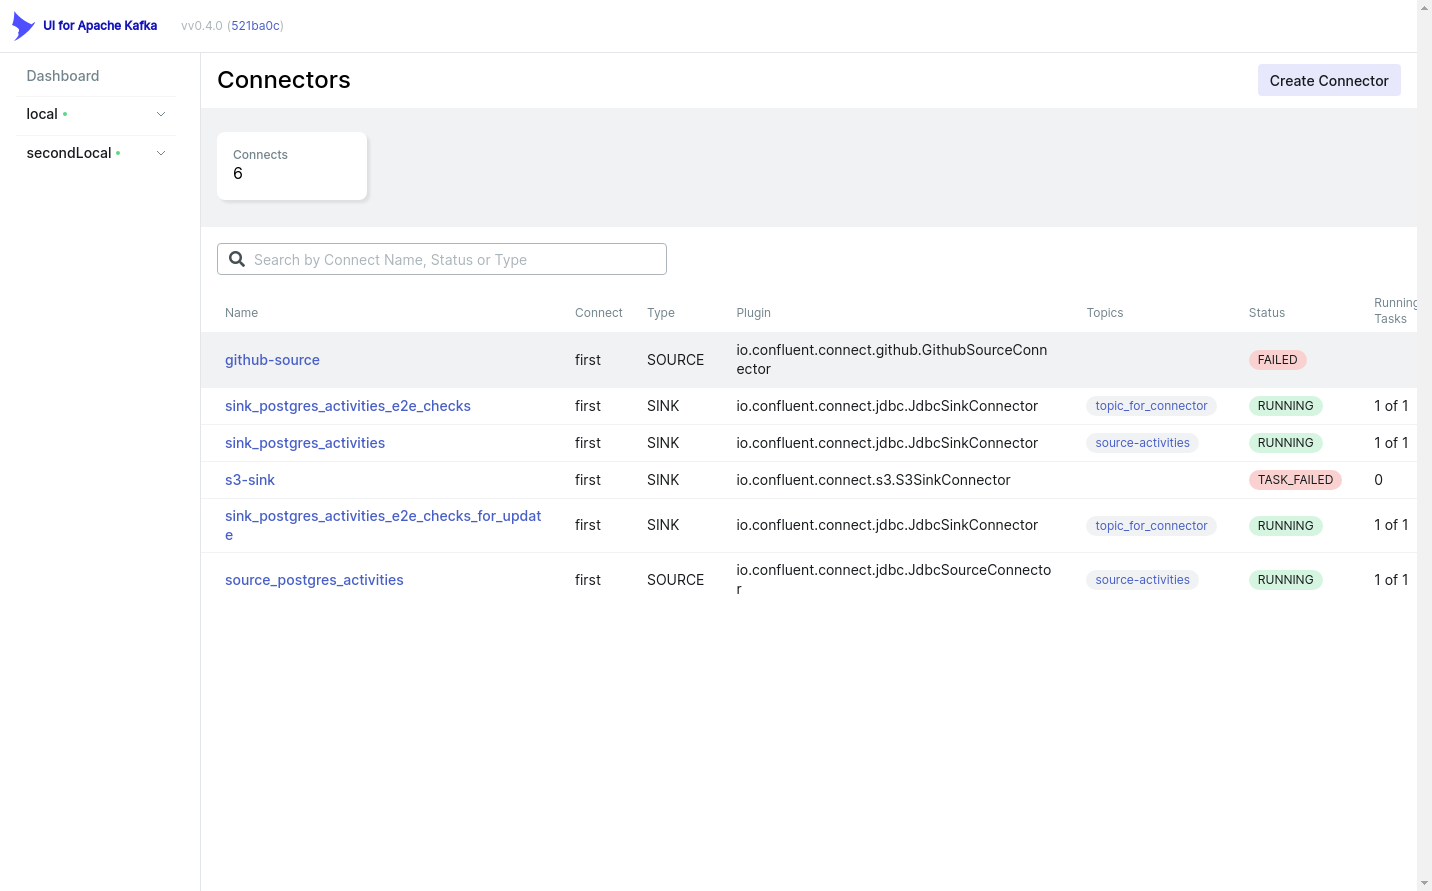 UI for Apache Kafka vv0.4.0 (521ba0c)
Dashboard
local
secondLocal
Connectors
Create Connector
Connects
6
Search by Connect Name, Status or Type
Name Connect Type Plugin Topics Status Running
Tasks
github-source first SOURCE io.confluent.connect.github.GithubSourceConn
ector FAILED
sink_postgres_activities_e2e_checks first SINK io.confluent.connect.jdbc.JdbcSinkConnector topic_for_connector RUNNING 1 of 1
sink_postgres_activities first SINK io.confluent.connect.jdbc.JdbcSinkConnector source-activities RUNNING 1 of 1
s3-sink first SINK io.confluent.connect.s3.S3SinkConnector TASK_FAILED 0
sink_postgres_activities_e2e_checks_for_updat
e first SINK io.confluent.connect.jdbc.JdbcSinkConnector topic_for_connector RUNNING 1 of 1
source_postgres_activities first SOURCE io.confluent.connect.jdbc.JdbcSourceConnecto
r source-activities RUNNING 1 of 1